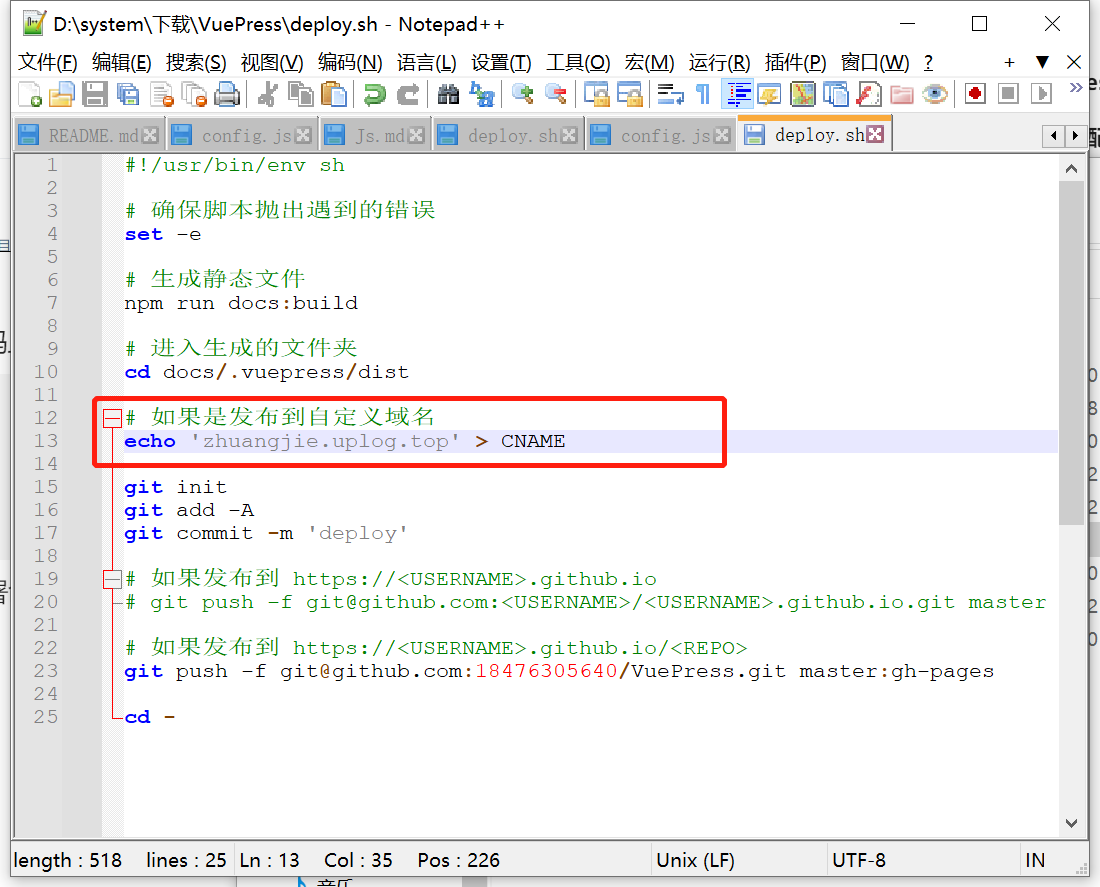 D:\system\下载\VuePress\deploy.sh - Notepad++
文件(F) 编辑(E) 搜索(S) 视图(V) 编码(N) 语言(L) 设置(T) 工具(O) 宏(M) 运行(R) 插件(P) 窗口(W) ? + ▼ X
README.md config.js Js.md deploy.sh config.js deploy.sh
1 #!/usr/bin/env sh
2
3 # 确保脚本抛出遇到的错误
4 set -e
5
6 # 生成静态文件
7 npm run docs:build
8
9 # 进入生成的文件夹
10 cd docs/.vuepress/dist
11
12 # 如果是发布到自定义域名
13 echo 'zhuangjie.uplog.top' > CNAME
14
15 git init
16 git add -A
17 git commit -m 'deploy'
18
19 # 如果发布到 https://<USERNAME>.github.io
20 # git push -f git@github.com:<USERNAME>/<USERNAME>.github.io.git master
21
22 # 如果发布到 https://<USERNAME>.github.io/<REPO>
23 git push -f git@github.com:18476305640/VuePress.git master:gh-pages
24
25 cd -
length : 518 lines : 25 Ln : 13 Col : 35 Pos : 226 Unix (LF) UTF-8 IN